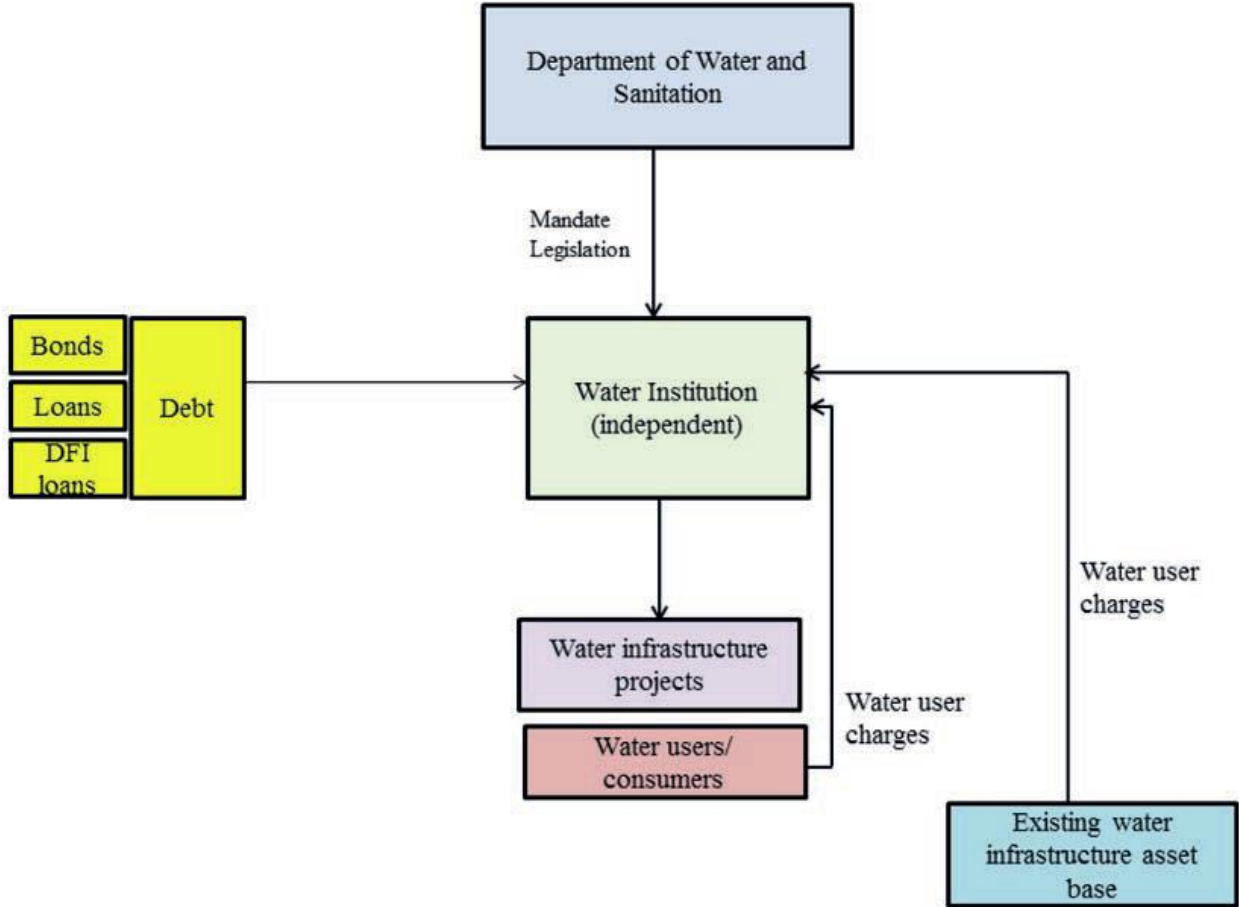 Department of Water and
Sanitation
Mandate
Legislation
Bonds
Loans
DFI
loans
Debt
Water Institution
(independent)
Water user
charges
Water infrastructure
projects
Water user
charges
Water users/
consumers
Existing water
infrastructure asset
base